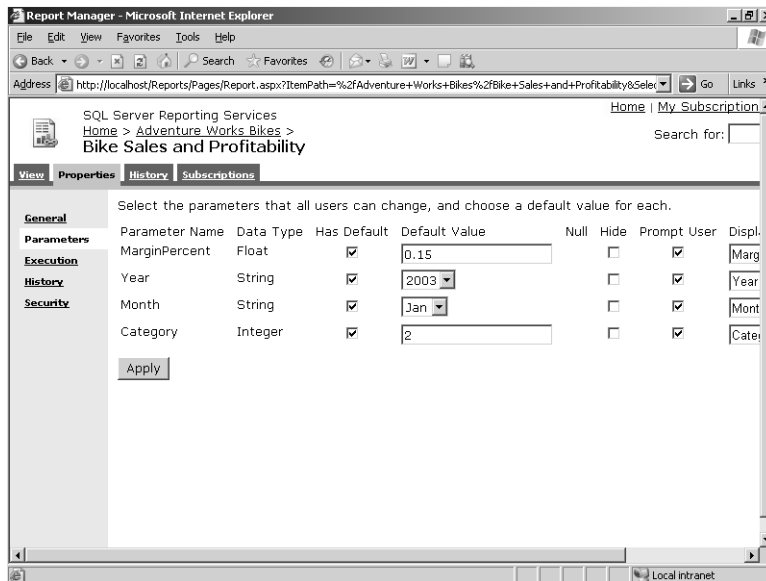 Report Manager - Microsoft Internet Explorer
File Edit View Favorites Tools Help
Back Search Favorites
Address http://localhost/Reports/Pages/Report.aspx?ItemPath=%2fAdventure+Works+Bikes%2fBike+Sales+and+Profitability&Selec Go Links
Home | My Subscription
SQL Server Reporting Services
Home > Adventure Works Bikes >
Search for:
Bike Sales and Profitability
View Properties History Subscriptions
General
Parameters
Execution
History
Security
Select the parameters that all users can change, and choose a default value for each.
Parameter Name Data Type Has Default Default Value Null Hide Prompt User Displ
MarginPercent Float 0.15 Marg
Year String 2003 Year
Month String Jan Mont
Category Integer 2 Cate
Apply
Local intranet